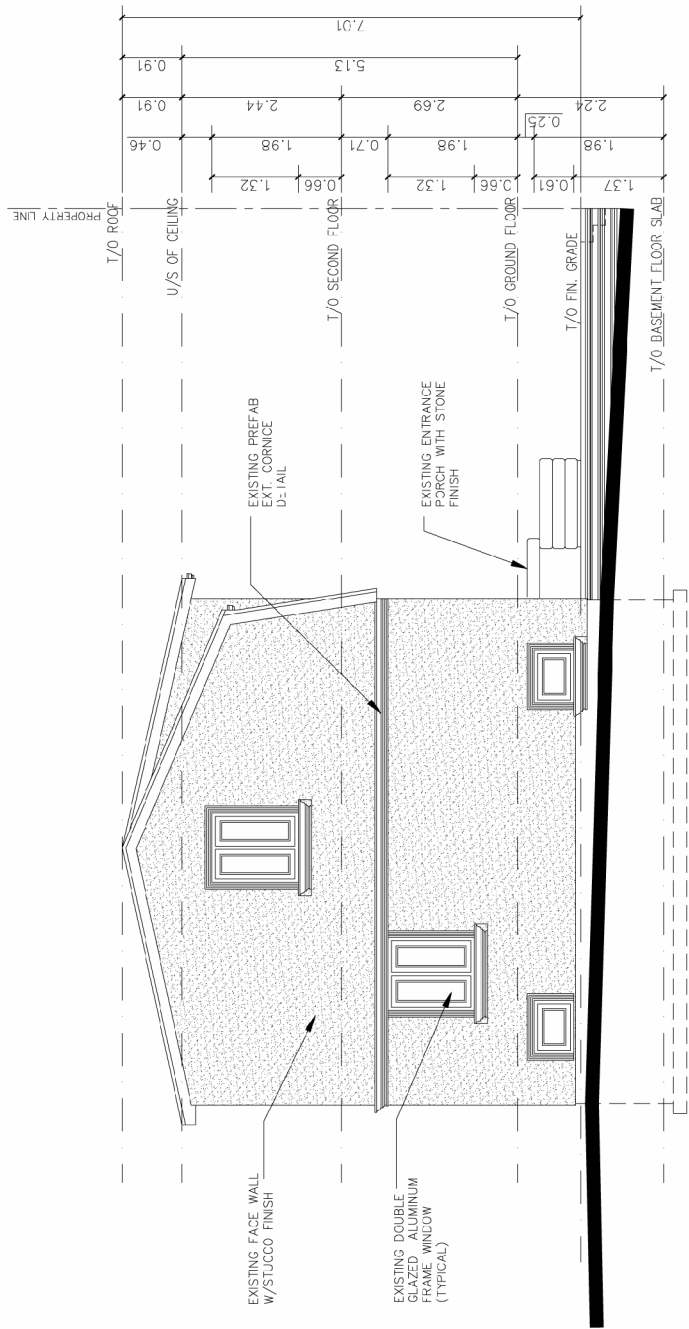 7.01
0.91
5.13
0.91
2.44
2.69
2.24
0.25
0.46
1.98
0.71
1.98
1.98
1.32
0.66
1.32
0.66
0.61
1.37
PROPERTY LINE
T/O ROOF
U/S OF CEILING
T/O SECOND FLOOR
T/O GROUND FLOOR
T/O FIN. GRADE
T/O BASEMENT FLOOR SLAB
EXISTING PREFAB
EXT. CORNICE
DETAIL
EXISTING ENTRANCE
PORCH WITH STONE
FINISH
EXISTING FACE WALL
W/STUCCO FINISH
EXISTING DOUBLE
GLAZED ALUMINUM
FRAME WINDOW
(TYPICAL)